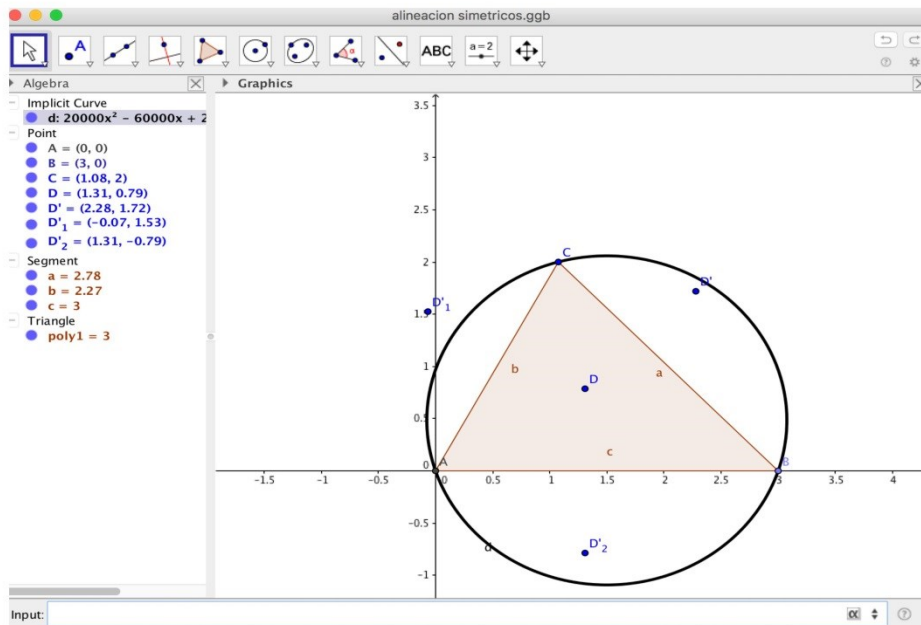 alineacion simetricos.ggb
A
α
ABC
a=2
Algebra
Graphics
Implicit Curve
d: 20000x² – 60000x + 2
Point
A = (0, 0)
B = (3, 0)
C = (1.08, 2)
D = (1.31, 0.79)
D' = (2.28, 1.72)
D'₁ = (-0.07, 1.53)
D'₂ = (1.31, -0.79)
Segment
a = 2.78
b = 2.27
c = 3
Triangle
poly1 = 3
3.5
3
2.5
2
1.5
1
0.5
0
-0.5
-1
-1.5 -1 -0.5 0 0.5 1 1.5 2 2.5 3 3.5 4
C
D'
D'₁
b
a
D
c
A
B
d
D'₂
Input:
α